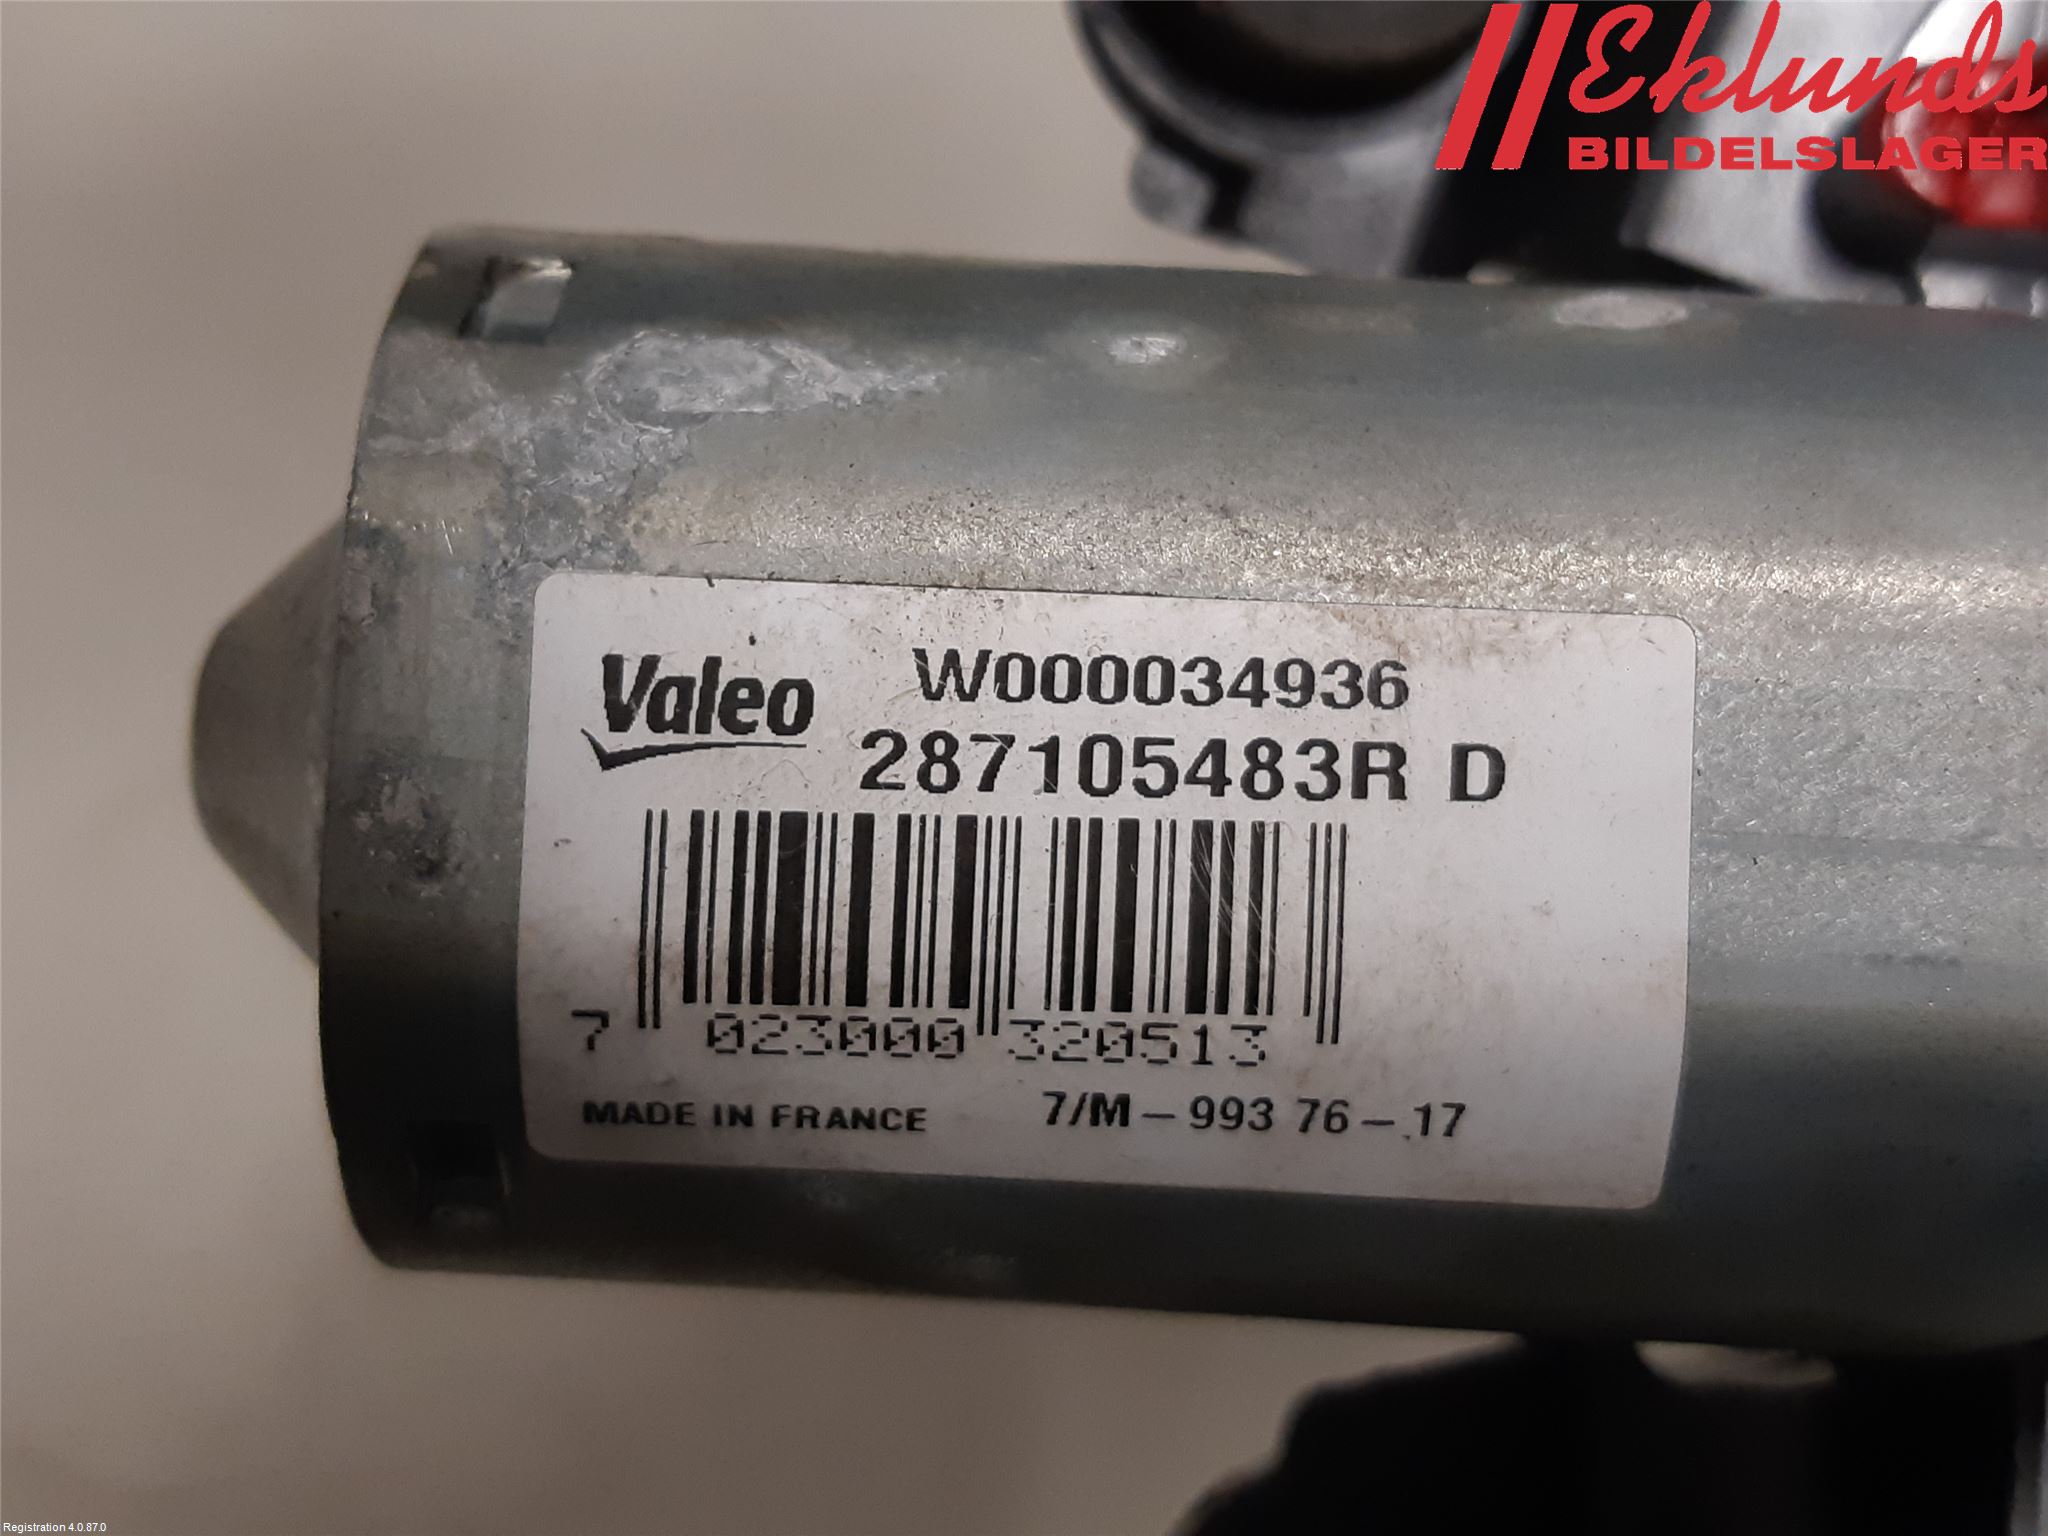 Eklunds
BILDELSLAGER
Valeo
W000034936
287105483R D
7 023000 320513
MADE IN FRANCE 7/M-993 76-17
Registration 4.0.87.0